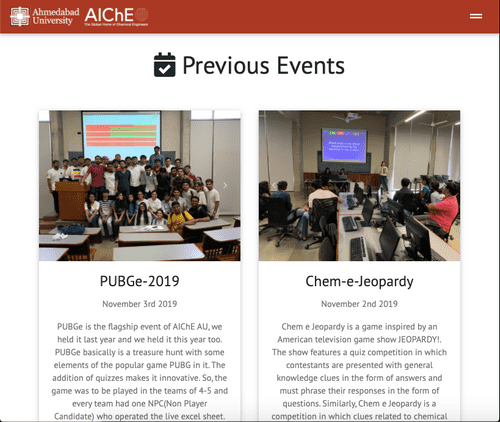 Ahmedabad
University
AIChE
The Global Home of Chemical Engineers
Previous Events
PUBGe-2019
November 3rd 2019
PUBGe is the flagship event of AIChE AU, we
held it last year and we held it this year too.
PUBGe basically is a treasure hunt with some
elements of the popular game PUBG in it. The
addition of quizzes makes it innovative. So, the
game was to be played in the teams of 4-5 and
every team had one NPC(Non Player
Candidate) who operated the live excel sheet.
Chem-e-Jeopardy
November 2nd 2019
Chem e Jeopardy is a game inspired by an
American television game show JEOPARDY!.
The show features a quiz competition in which
contestants are presented with general
knowledge clues in the form of answers and
must phrase their responses in the form of
questions. Similarly, Chem e Jeopardy is a
competition in which clues related to chemical